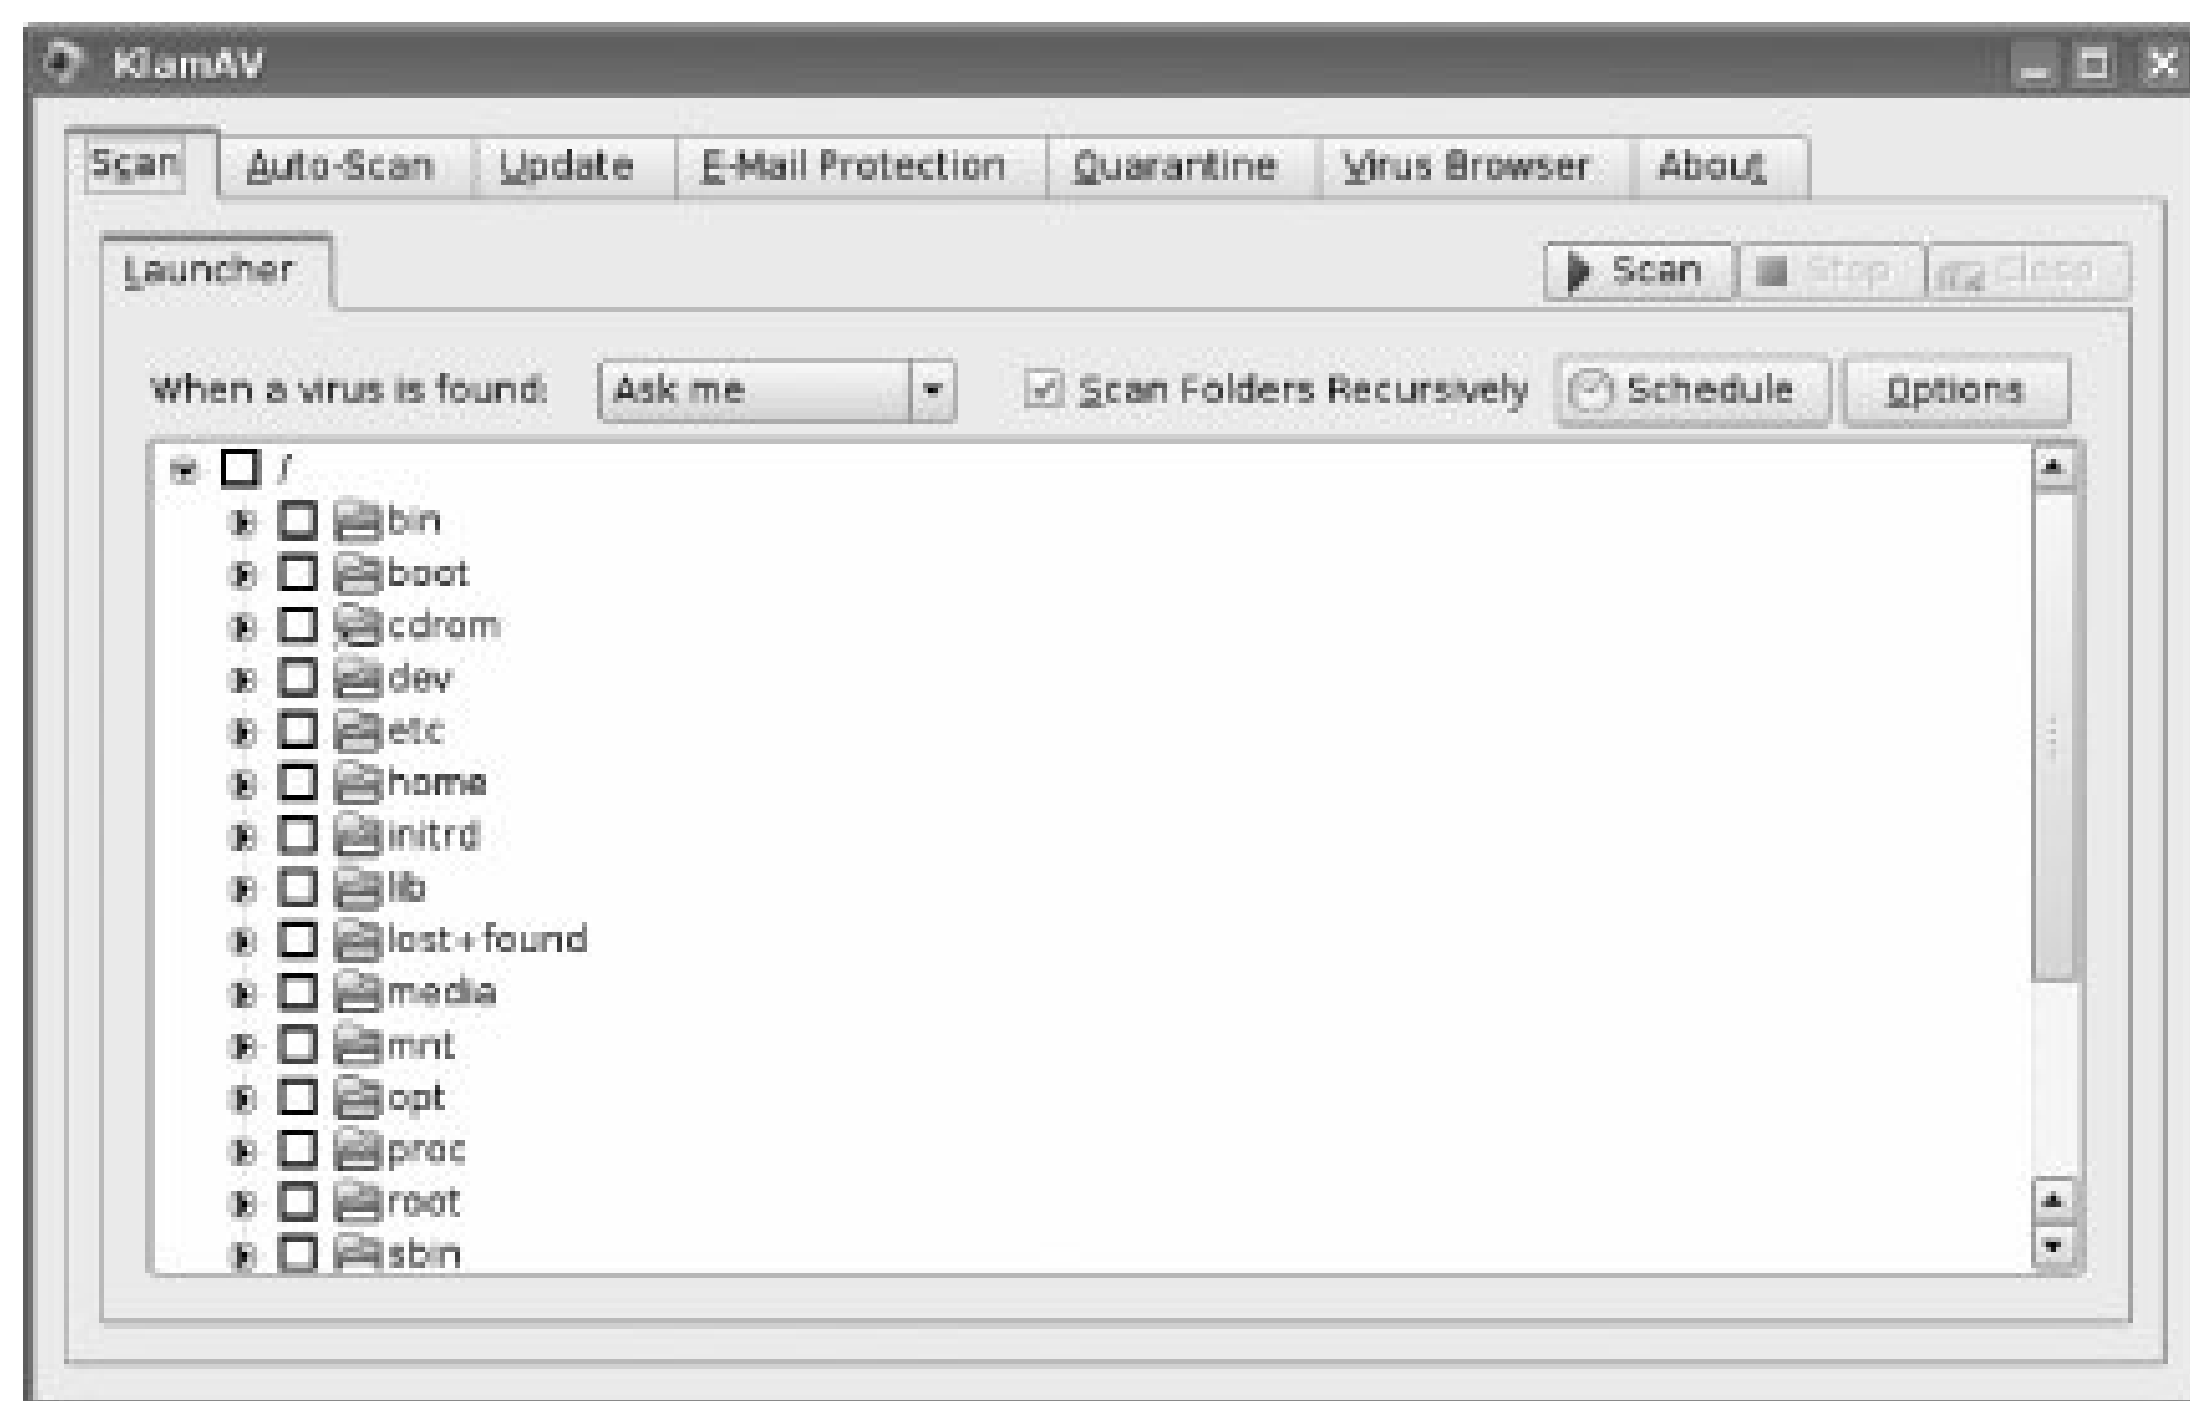 KlamAV
Scan Auto-Scan Update E-Mail Protection Quarantine Virus Browser About
Launcher Scan Stop Close
When a virus is found: Ask me Scan Folders Recursively Schedule Options
/
bin
boot
cdrom
dev
etc
home
initrd
lib
lost+found
media
mnt
opt
proc
root
sbin